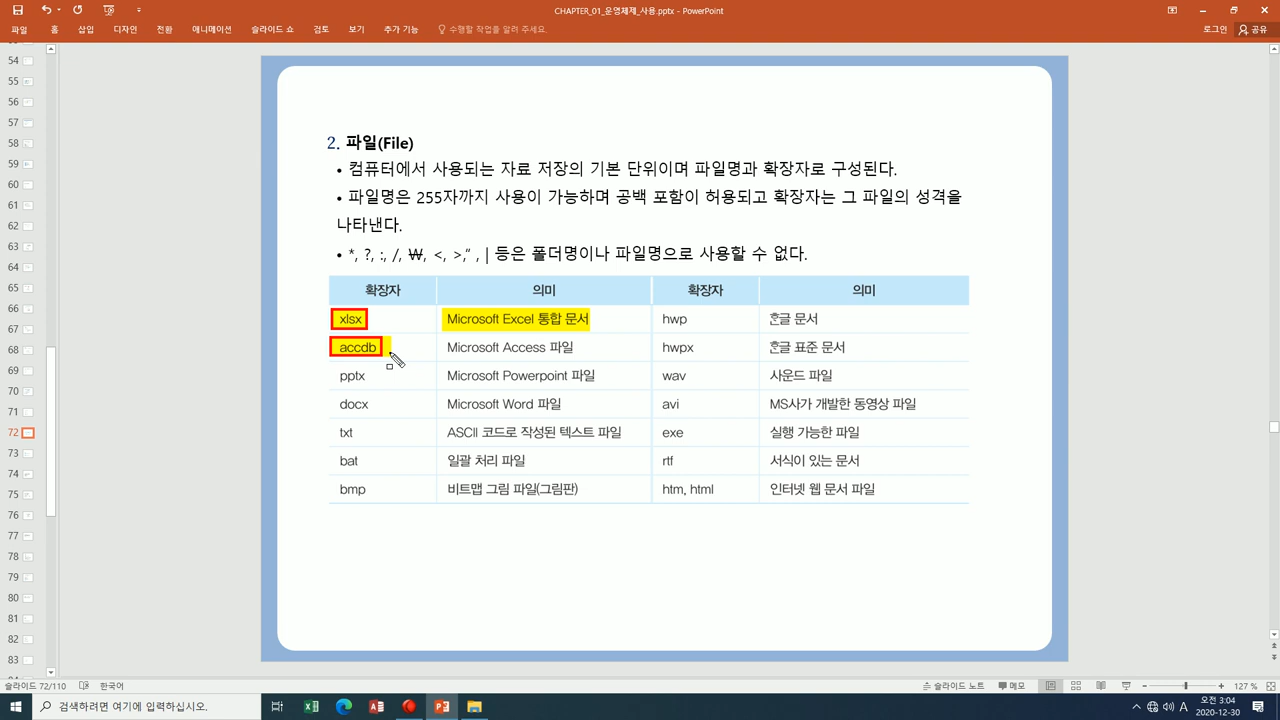 CHAPTER_01_운영체제_사용.pptx - PowerPoint
파일 홈 삽입 디자인 전환 애니메이션 슬라이드 쇼 검토 보기 추가 기능 수행할 작업을 알려 주세요. 로그인 공유
54
55
56
57
58
59
60
61
62
63
64
65
66
67
68
69
70
71
72
73
74
75
76
77
78
79
80
81
82
83
2. 파일(File)
• 컴퓨터에서 사용되는 자료 저장의 기본 단위이며 파일명과 확장자로 구성된다.
• 파일명은 255자까지 사용이 가능하며 공백 포함이 허용되고 확장자는 그 파일의 성격을
나타낸다.
• *, ?, :, /, ₩, <, >,“ , | 등은 폴더명이나 파일명으로 사용할 수 없다.
확장자 의미 확장자 의미
xlsx Microsoft Excel 통합 문서 hwp 흔글 문서
accdb Microsoft Access 파일 hwpx 흔글 표준 문서
pptx Microsoft Powerpoint 파일 wav 사운드 파일
docx Microsoft Word 파일 avi MS사가 개발한 동영상 파일
txt ASCII 코드로 작성된 텍스트 파일 exe 실행 가능한 파일
bat 일괄 처리 파일 rtf 서식이 있는 문서
bmp 비트맵 그림 파일(그림판) htm, html 인터넷 웹 문서 파일
슬라이드 72/110 한국어 슬라이드 노트 메모 127 %
검색하려면 여기에 입력하십시오. A 오전 3:04
2020-12-30